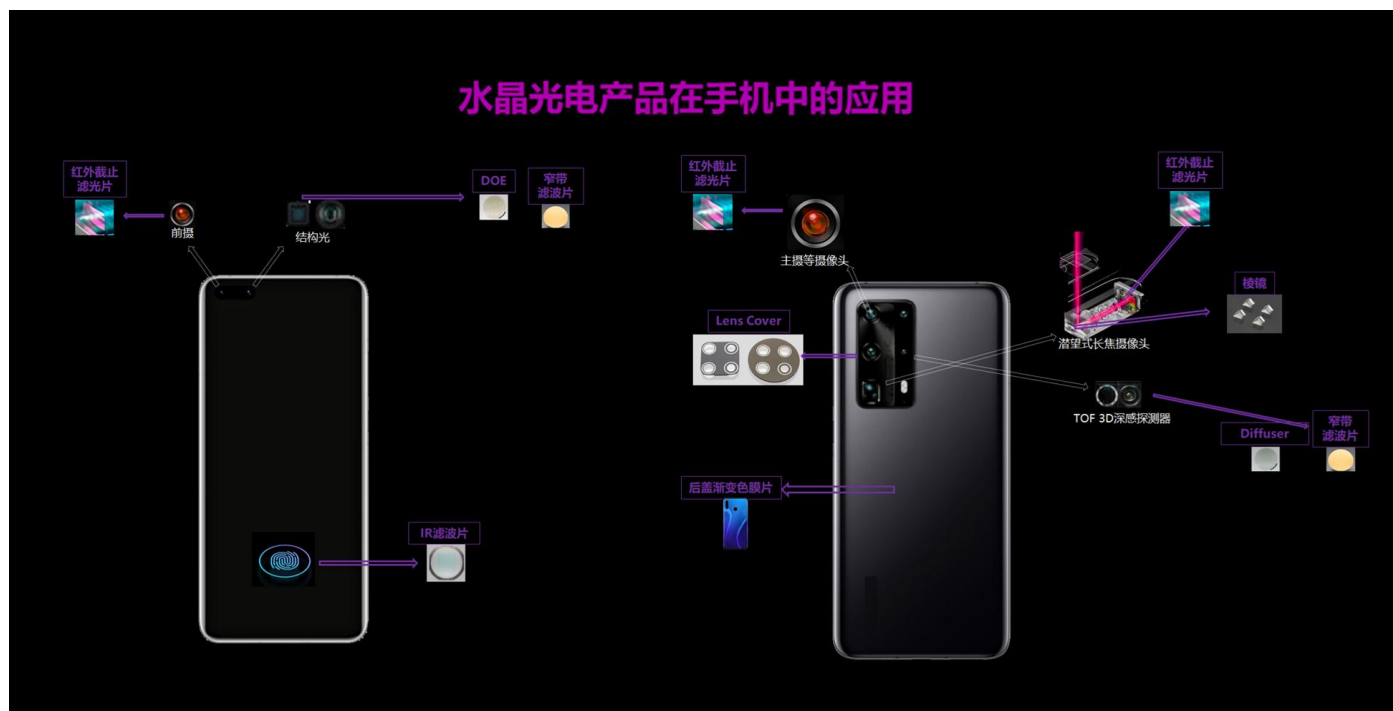 水晶光电产品在手机中的应用
红外截止
滤光片
前摄
结构光
DOE
窄带
滤波片
IR滤波片
红外截止
滤光片
主摄等摄像头
红外截止
滤光片
Lens Cover
潜望式长焦摄像头
棱镜
TOF 3D深感探测器
Diffuser
窄带
滤波片
后盖渐变色膜片